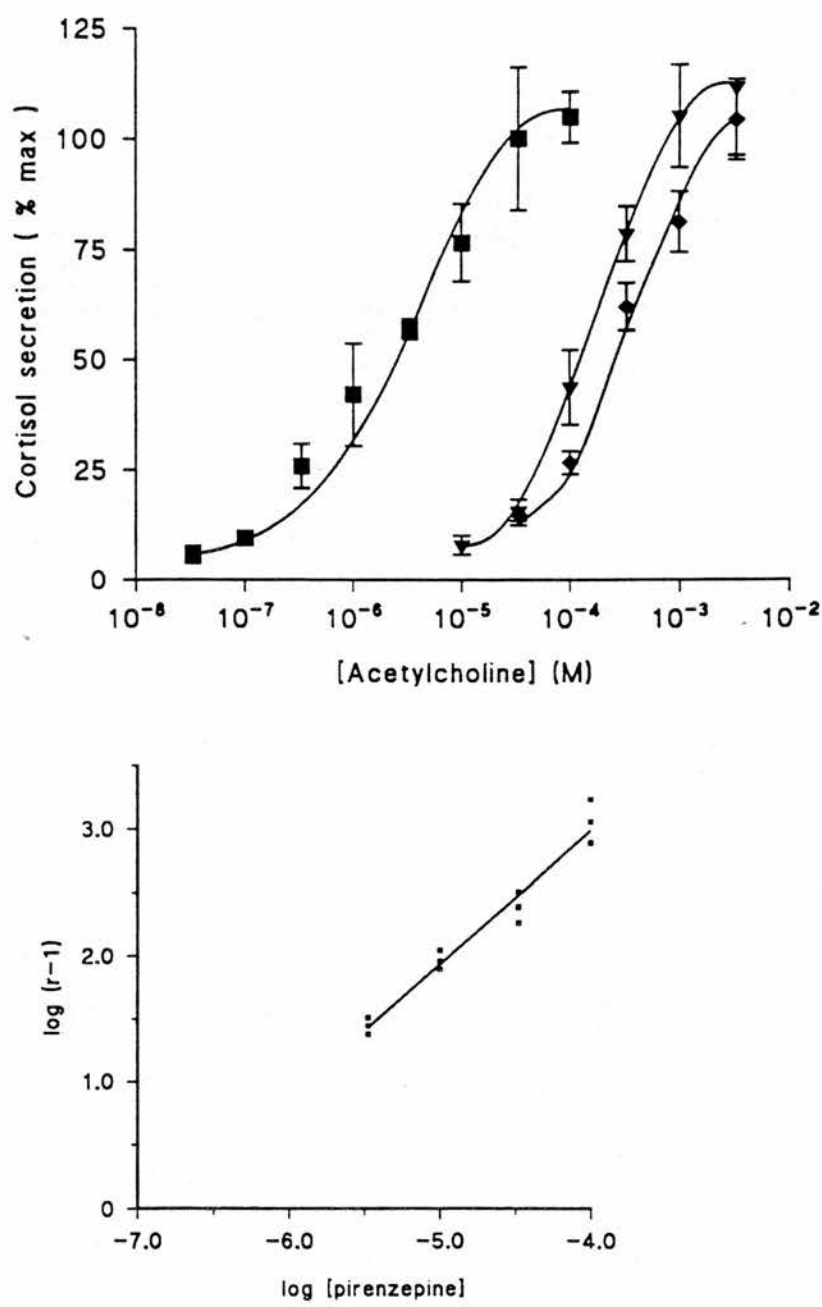 125
100
75
50
25
0
Cortisol secretion ( % max )
10⁻⁸ 10⁻⁷ 10⁻⁶ 10⁻⁵ 10⁻⁴ 10⁻³ 10⁻²
[Acetylcholine] (M)
3.0
2.0
1.0
0
log (r-1)
-7.0 -6.0 -5.0 -4.0
log [pirenzepine]